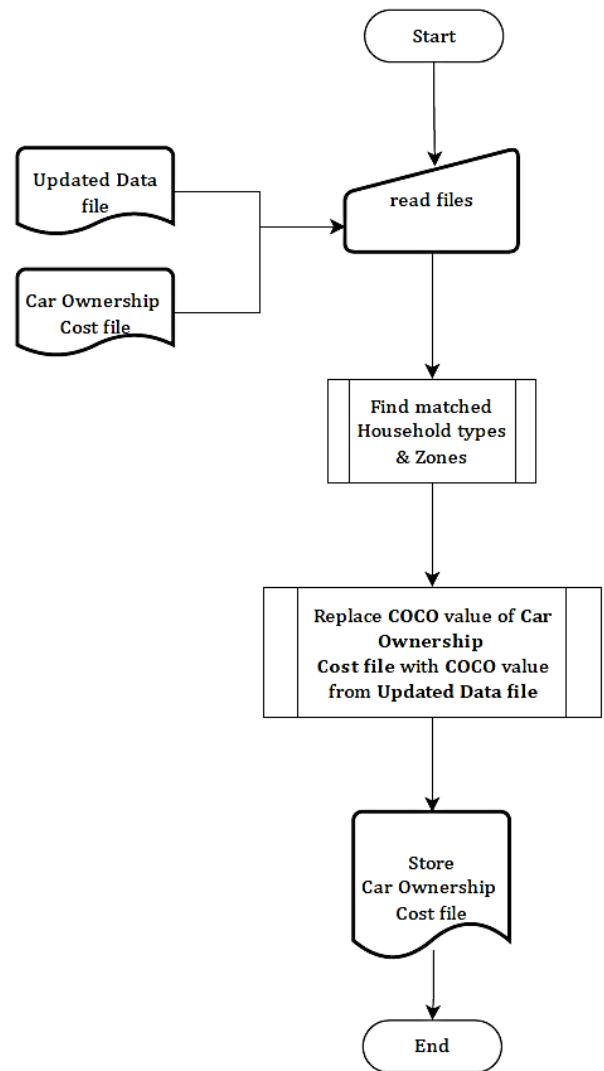 Start
Updated Data
file
read files
Car Ownership
Cost file
Find matched
Household types
& Zones
Replace COCO value of Car
Ownership
Cost file with COCO value
from Updated Data file
Store
Car Ownership
Cost file
End